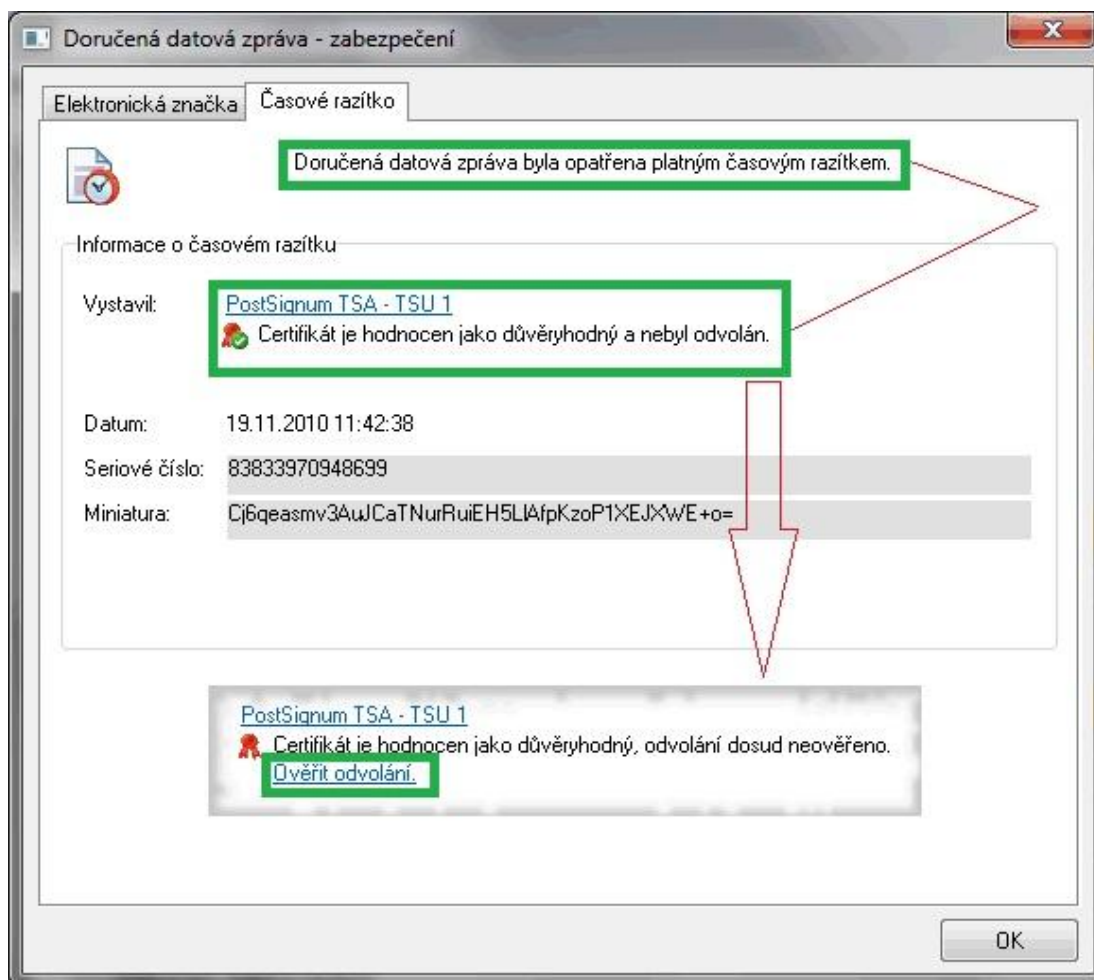 Doručená datová zpráva - zabezpečení
Elektronická značka
Časové razítko
Doručená datová zpráva byla opatřena platným časovým razítkem.
Informace o časovém razítku
Vystavil:
PostSignum TSA - TSU 1
Certifikát je hodnocen jako důvěryhodný a nebyl odvolán.
Datum: 19.11.2010 11:42:38
Seriové číslo: 83833970948699
Miniatura: Cj6qeasmv3AuJCaTNurRuiEH5LlAfpKzoP1XEJXWE+o=
PostSignum TSA - TSU 1
Certifikát je hodnocen jako důvěryhodný, odvolání dosud neověřeno.
Ověřit odvolání.
OK